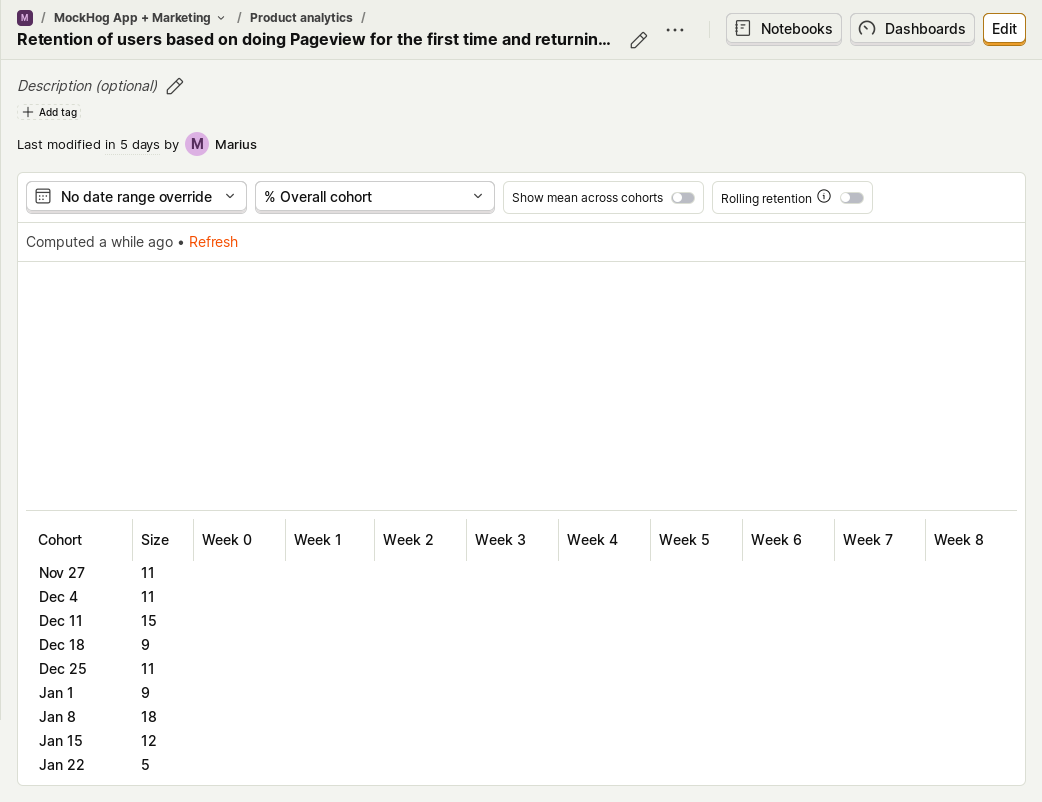 M / MockHog App + Marketing / Product analytics /
Retention of users based on doing Pageview for the first time and returnin...
Notebooks
Dashboards
Edit
Description (optional)
Add tag
Last modified in 5 days by M Marius
No date range override
% Overall cohort
Show mean across cohorts
Rolling retention
Computed a while ago • Refresh
Cohort Size Week 0 Week 1 Week 2 Week 3 Week 4 Week 5 Week 6 Week 7 Week 8
Nov 27 11
Dec 4 11
Dec 11 15
Dec 18 9
Dec 25 11
Jan 1 9
Jan 8 18
Jan 15 12
Jan 22 5